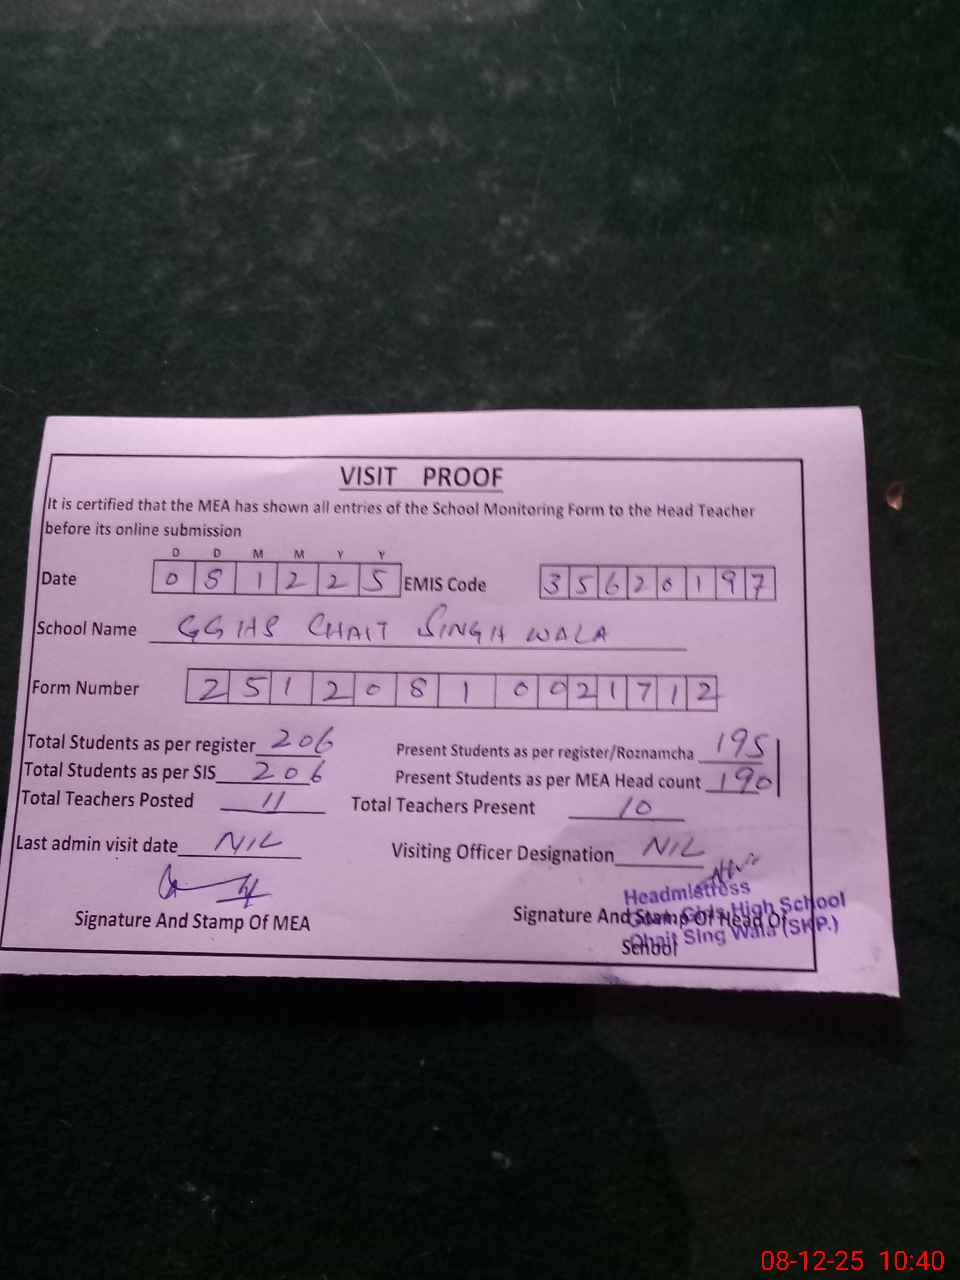 VISIT PROOF
It is certified that the MEA has shown all entries of the School Monitoring Form to the Head Teacher
before its online submission
D D M M Y Y
Date 0 8 1 2 2 5 EMIS Code 3 5 6 2 0 1 9 7
School Name GGHS CHAIT SINGH WALA
Form Number 2 5 1 2 0 8 1 0 0 2 1 7 1 2
Total Students as per register 206 Present Students as per register/Roznamcha 195
Total Students as per SIS 206 Present Students as per MEA Head count 190
Total Teachers Posted 11 Total Teachers Present 10
Last admin visit date NIL Visiting Officer Designation NIL
Headmistress
Signature And Stamp Of MEA Signature And Stamp Of Head Of
School
Girls High School
Chait Sing Wala (SKP.)
08-12-25 10:40